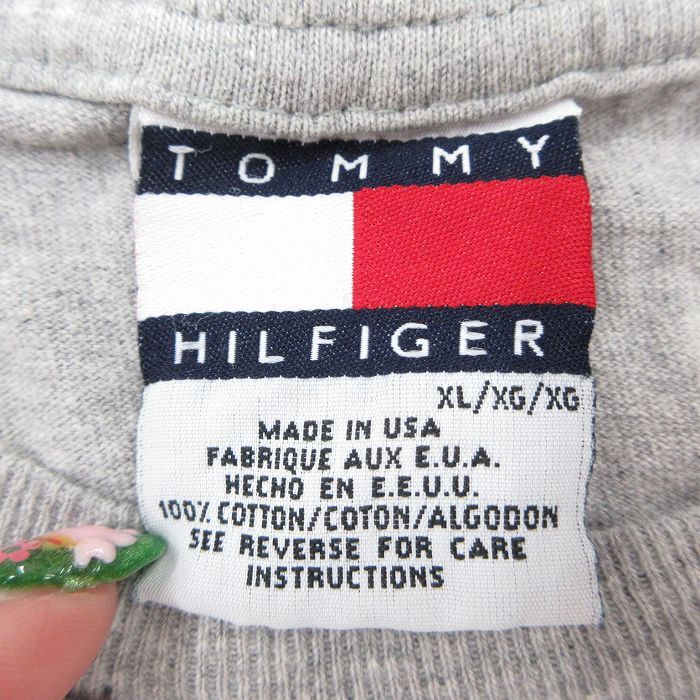 TOMMY
HILFIGER
XL/XG/XG
MADE IN USA
FABRIQUE AUX E.U.A.
HECHO EN E.E.U.U.
100% COTTON/COTON/ALGODON
SEE REVERSE FOR CARE
INSTRUCTIONS